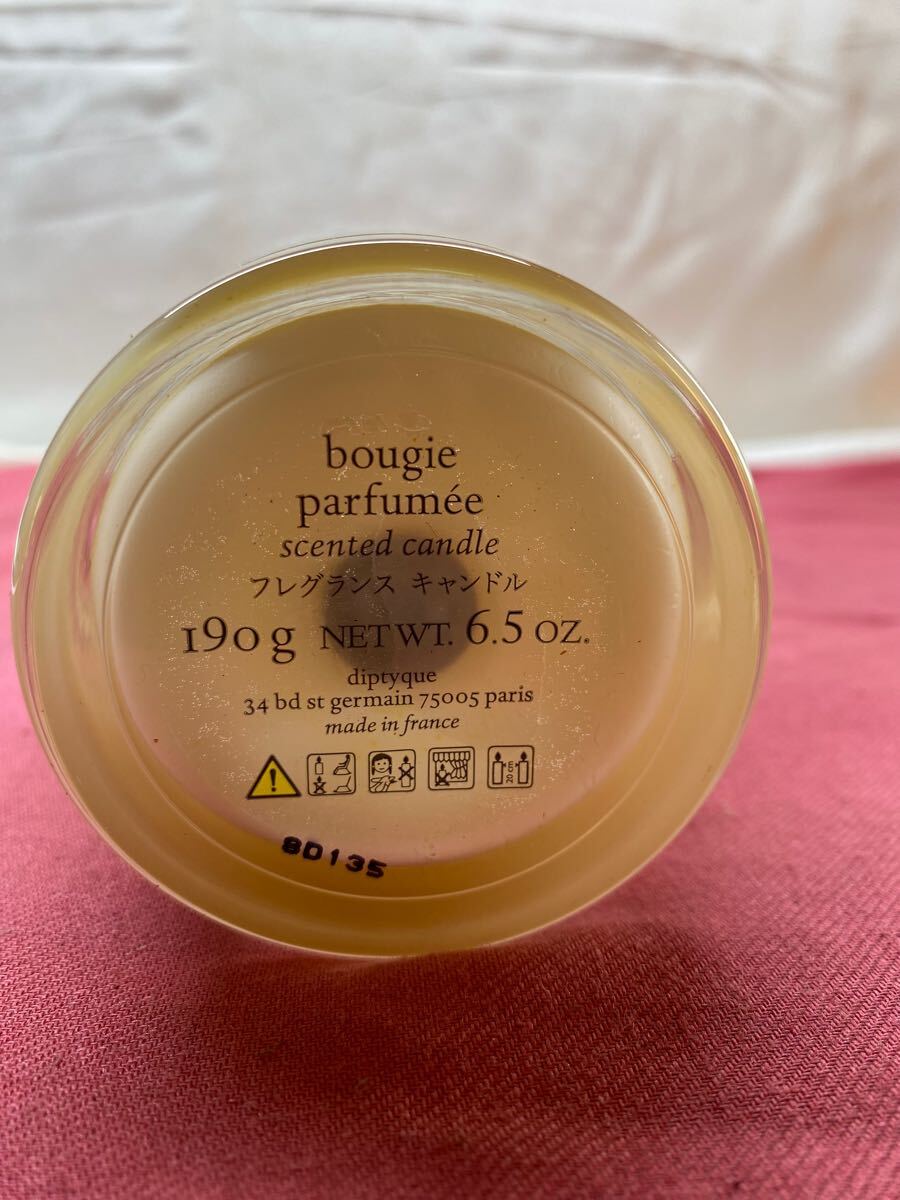 bougie
parfumée
scented candle
フレグランス キャンドル
190 g NET WT. 6.5 OZ.
diptyque
34 bd st germain 75005 paris
made in france
8D135